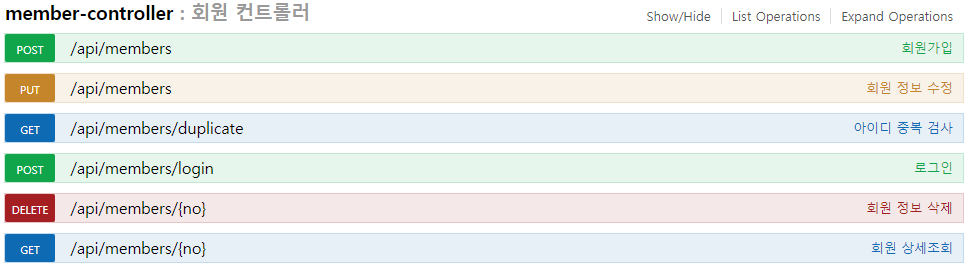 member-controller : 회원 컨트롤러 Show/Hide List Operations Expand Operations
POST /api/members 회원가입
PUT /api/members 회원 정보 수정
GET /api/members/duplicate 아이디 중복 검사
POST /api/members/login 로그인
DELETE /api/members/{no} 회원 정보 삭제
GET /api/members/{no} 회원 상세조회